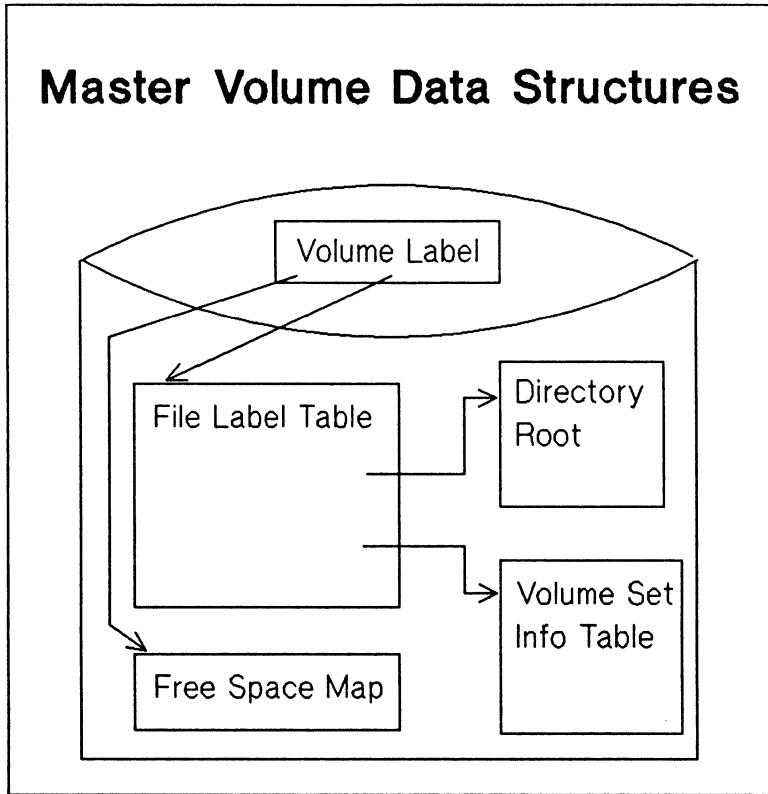 Master Volume Data Structures
Volume Label
File Label Table
Directory
Root
Volume Set
Info Table
Free Space Map